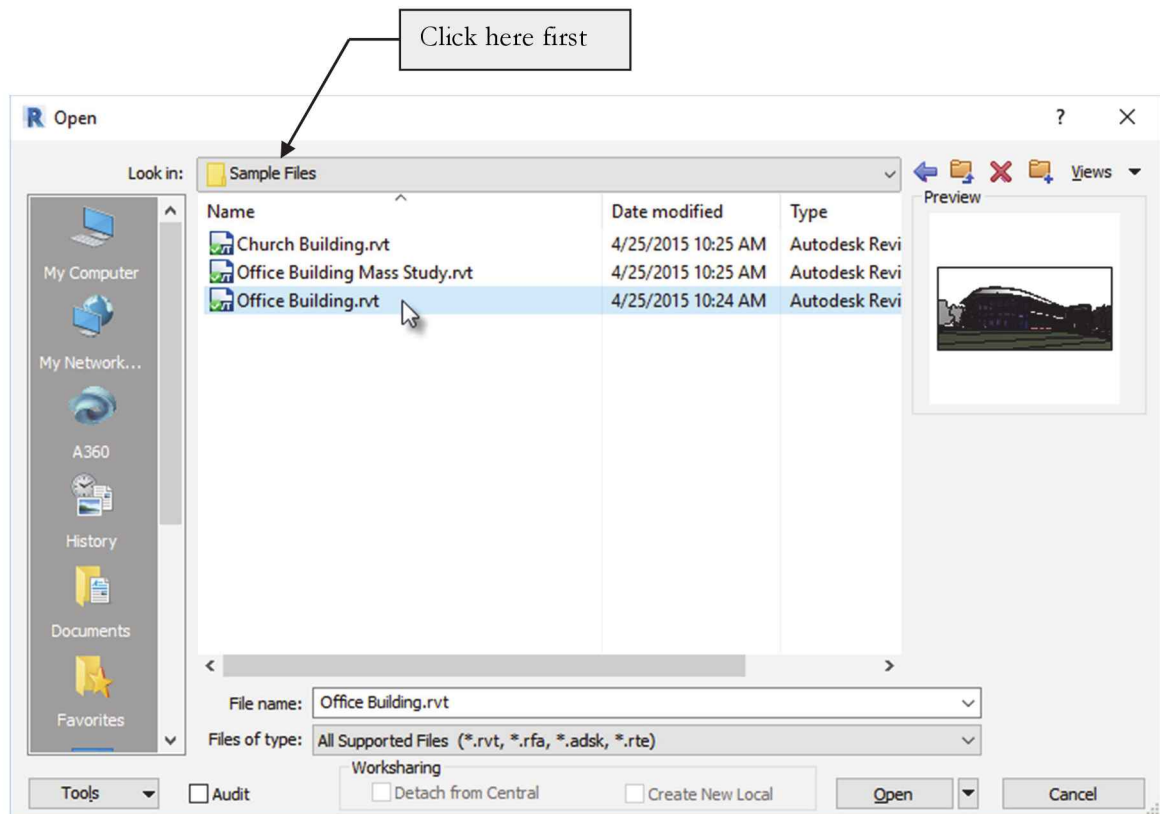 Click here first
R Open ?
Look in: Sample Files Views
Name Date modified Type
Church Building.rvt 4/25/2015 10:25 AM Autodesk Revi
Office Building Mass Study.rvt 4/25/2015 10:25 AM Autodesk Revi
Office Building.rvt 4/25/2015 10:24 AM Autodesk Revi
Preview
My Computer
My Network...
A360
History
Documents
Favorites
File name: Office Building.rvt
Files of type: All Supported Files (*.rvt, *.rfa, *.adsk, *.rte)
Worksharing
Tools Audit Detach from Central Create New Local Open Cancel